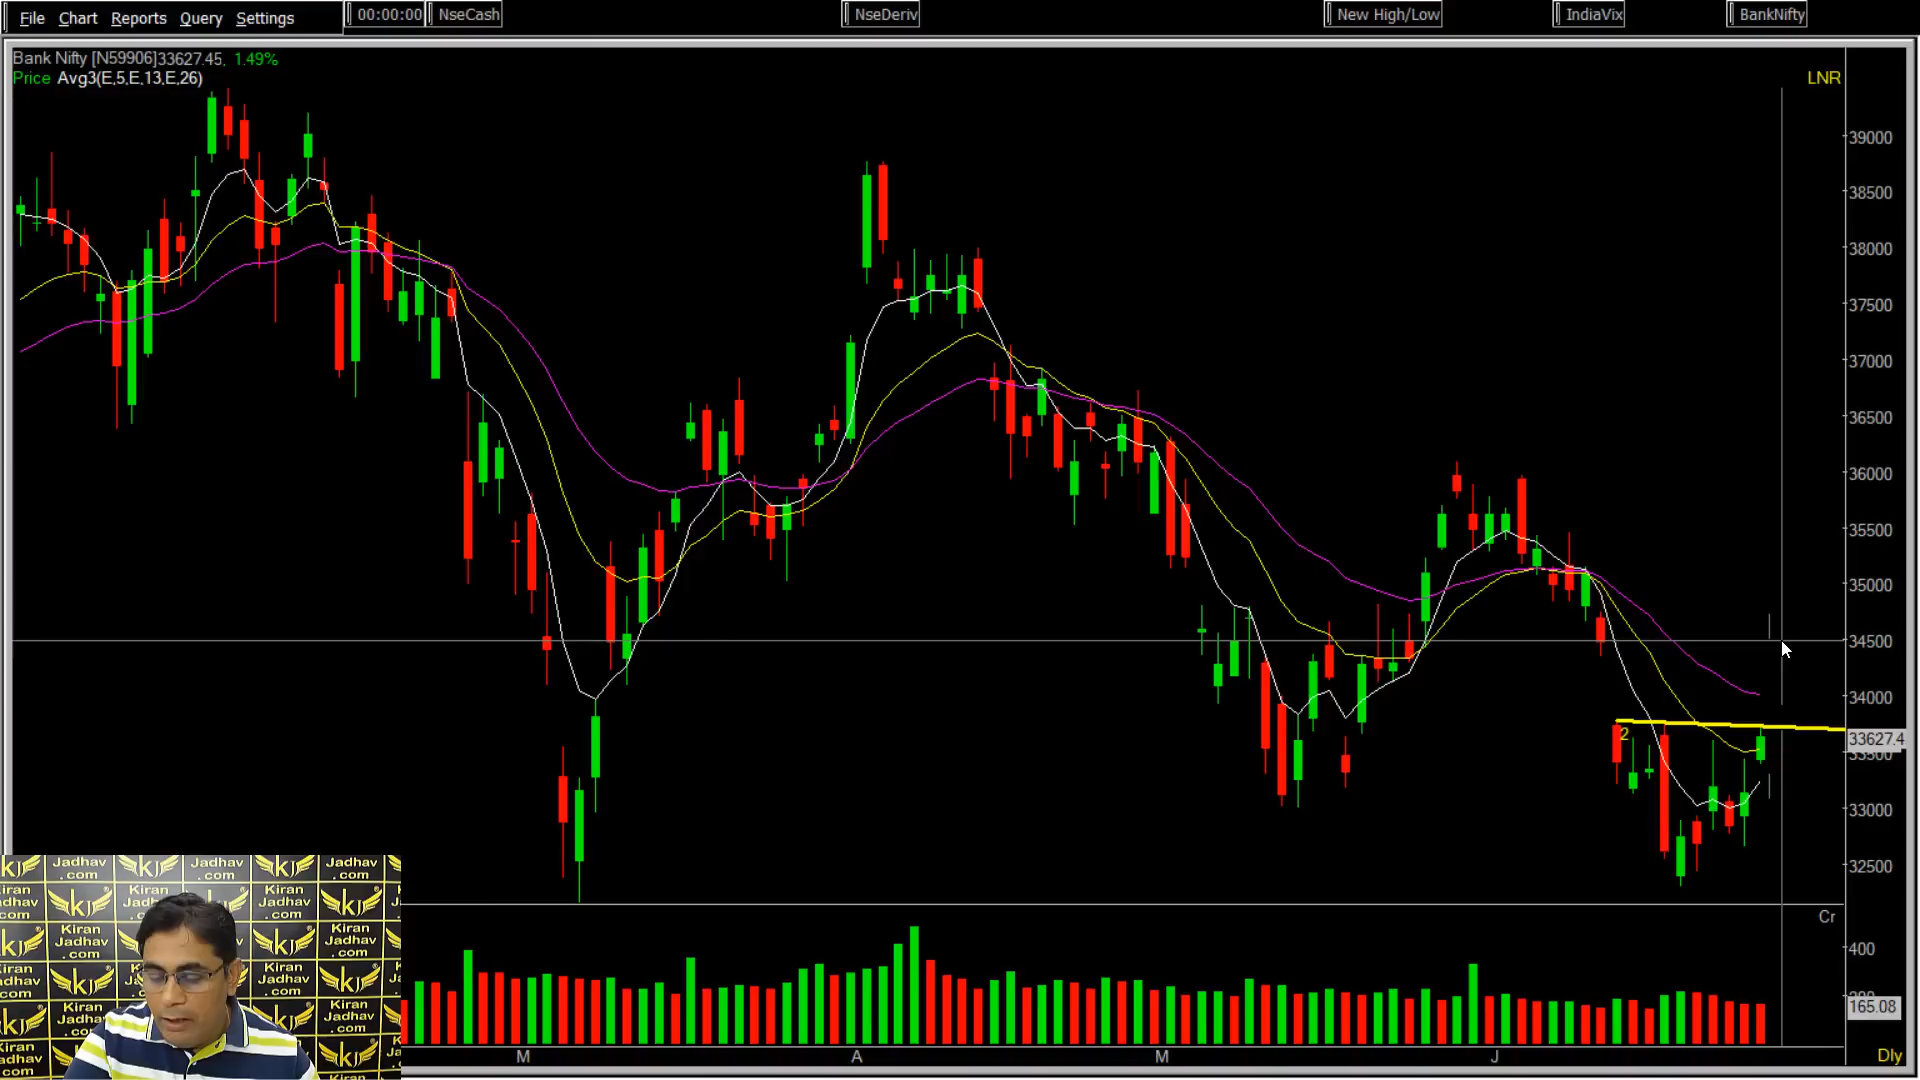 File Chart Reports Query Settings 00:00:00 NseCash NseDeriv New High/Low IndiaVix BankNifty
Bank Nifty [N59906]33627.45, 1.49%
Price Avg3(E,5,E,13,E,26)
LNR
39000
38500
38000
37500
37000
36500
36000
35500
35000
34500
34000
2
33627.4
33000
32500
Cr
400
165.08
M A M J
Dly
Jadhav .com
Kiran Jadhav .com